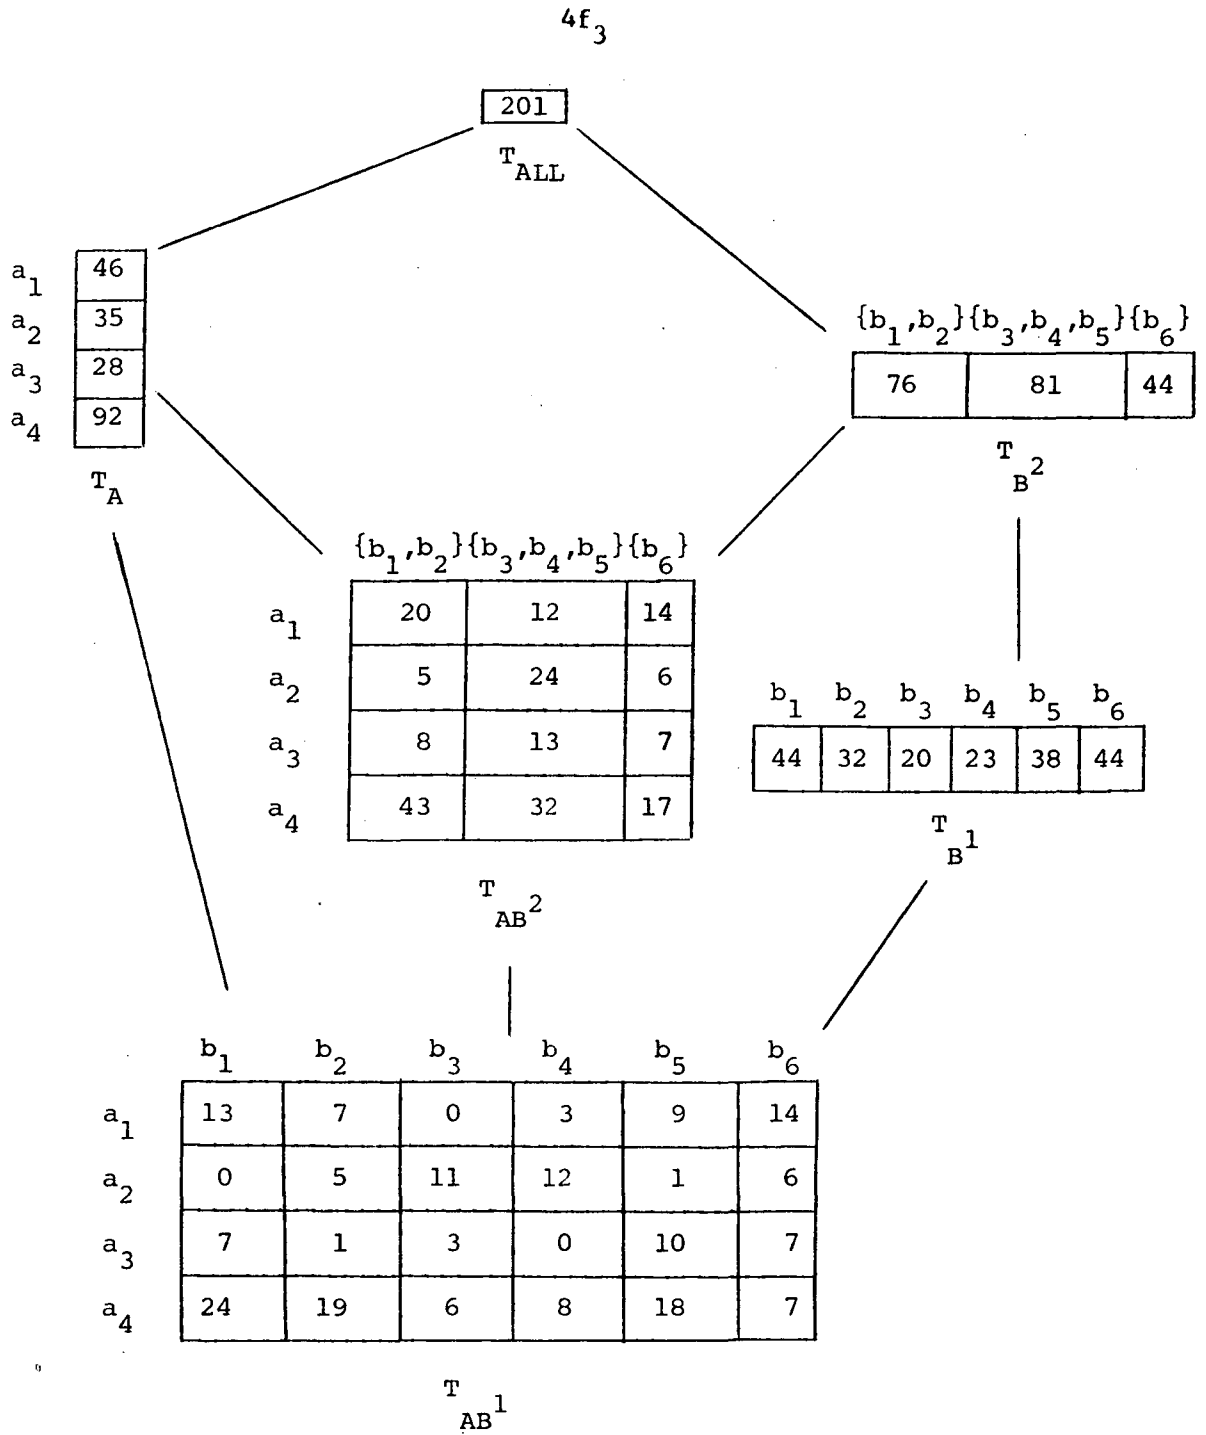 4f3
201
TALL
a1 46
a2 35
a3 28
a4 92
TA
{b1,b2}{b3,b4,b5}{b6}
76 81 44
TB2
{b1,b2}{b3,b4,b5}{b6}
a1 20 12 14
a2 5 24 6
a3 8 13 7
a4 43 32 17
TAB2
b1 b2 b3 b4 b5 b6
44 32 20 23 38 44
TB1
b1 b2 b3 b4 b5 b6
a1 13 7 0 3 9 14
a2 0 5 11 12 1 6
a3 7 1 3 0 10 7
a4 24 19 6 8 18 7
TAB1